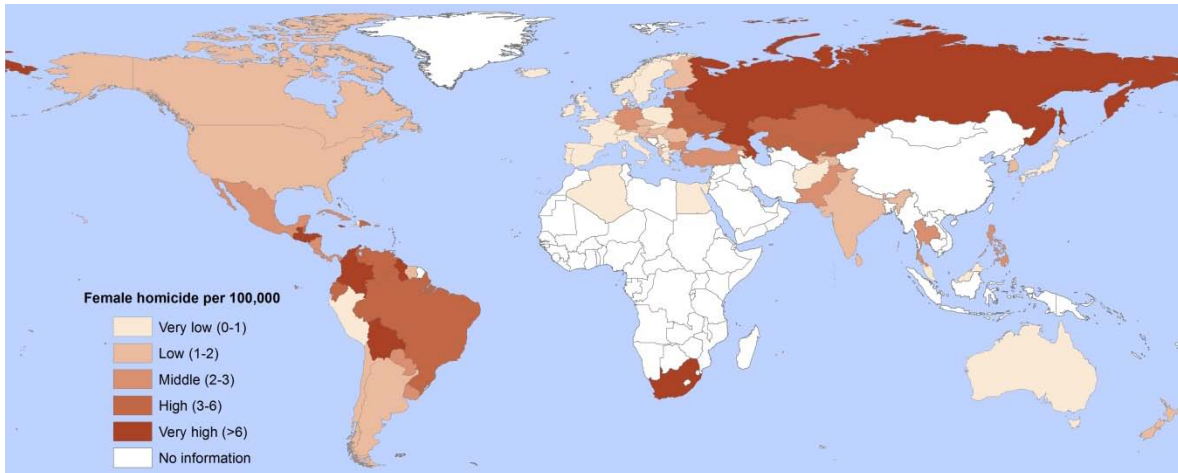 Female homicide per 100,000
Very low (0-1)
Low (1-2)
Middle (2-3)
High (3-6)
Very high (>6)
No information